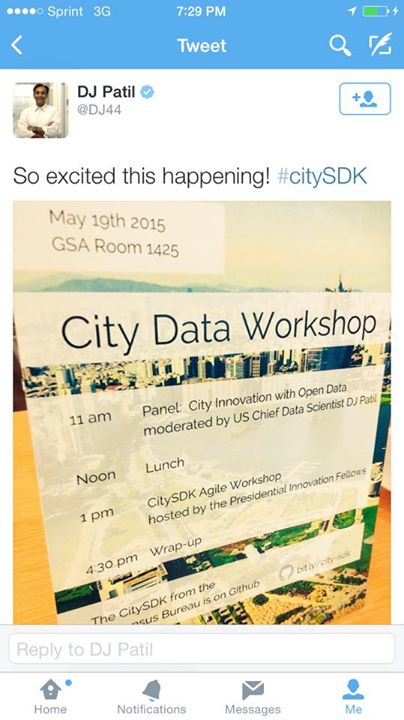 Sprint 3G 7:29 PM
Tweet
DJ Patil
@DJ44
So excited this happening! #citySDK
May 19th 2015
GSA Room 1425
City Data Workshop
11 am Panel: City Innovation with Open Data
moderated by US Chief Data Scientist DJ Patil
Noon Lunch
1 pm CitySDK Agile Workshop
hosted by the Presidential Innovation Fellows
4:30 pm Wrap-up
The CitySDK from the
nsus Bureau is on Github bit.ly/city-sdk
Reply to DJ Patil
Home Notifications Messages Me